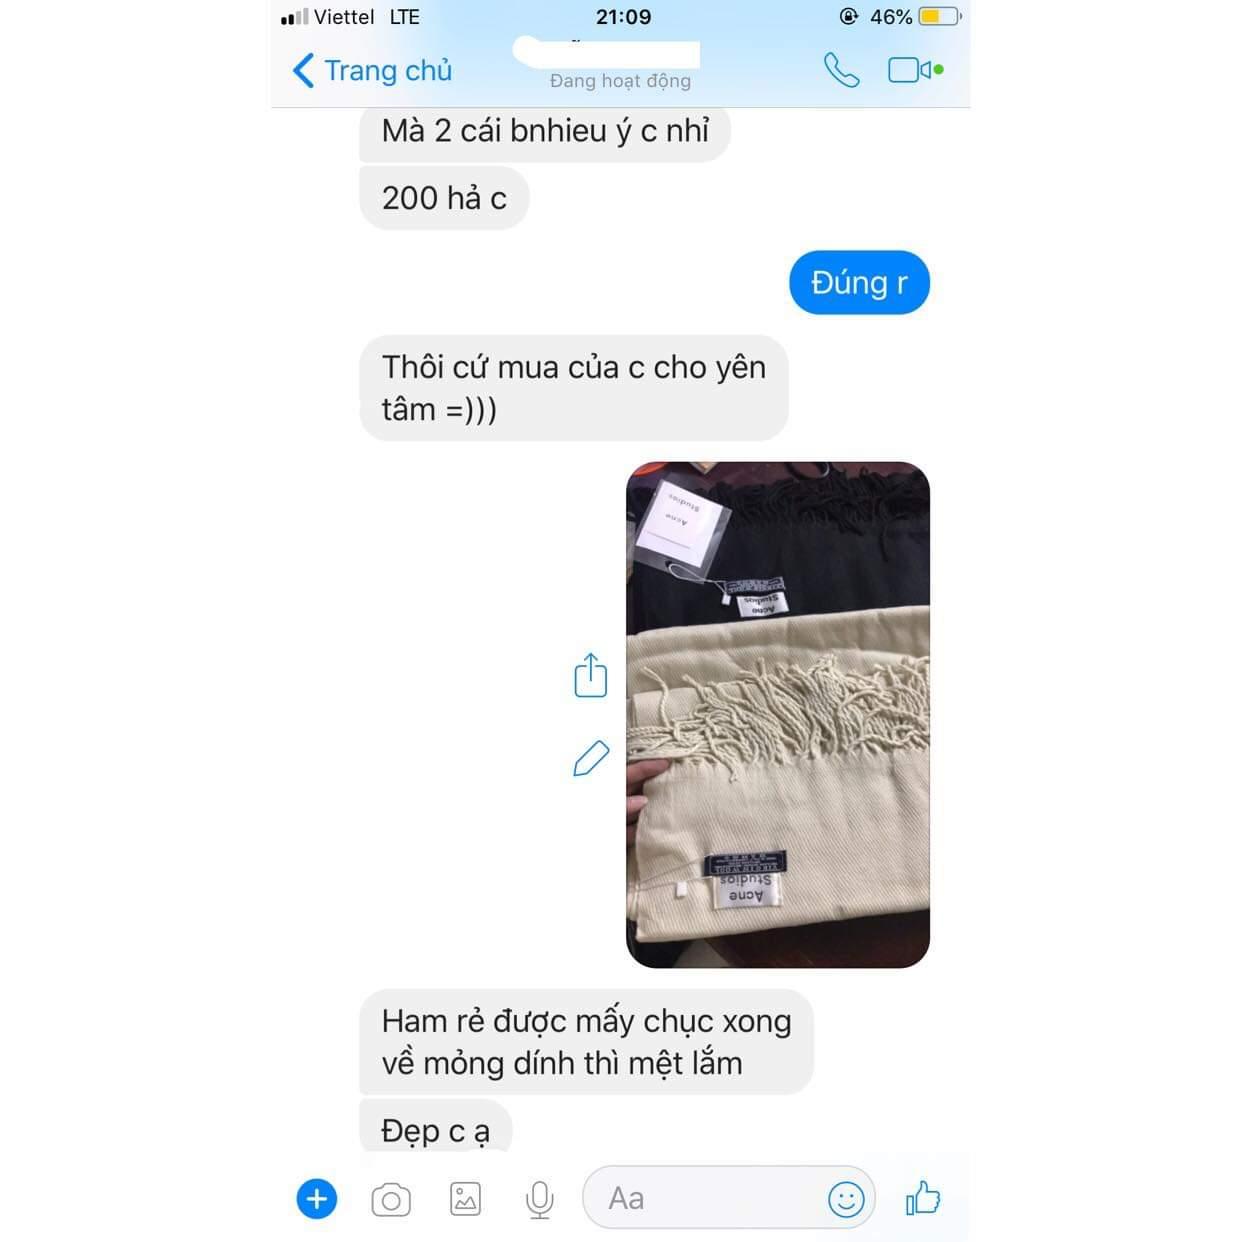 Viettel LTE 21:09 46%
Trang chủ
Đang hoạt động
Mà 2 cái bnhieu ý c nhỉ
200 hả c
Đúng r
Thôi cứ mua của c cho yên
tâm =)))
Acne
Studios
Acne
Studios
Acne
Studios
Ham rẻ được mấy chục xong
về mỏng dính thì mệt lắm
Đẹp c ạ
Aa